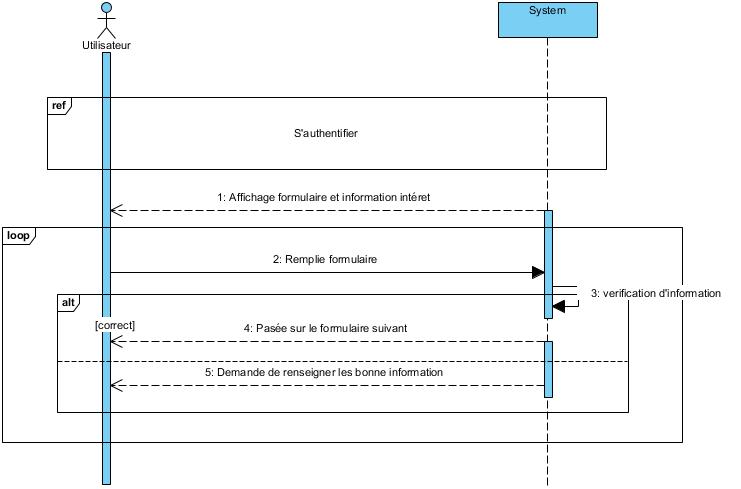 System
Utilisateur
ref
S'authentifier
1: Affichage formulaire et information intéret
loop
2: Remplie formulaire
3: verification d'information
alt
[correct]
4: Pasée sur le formulaire suivant
5: Demande de renseigner les bonne information